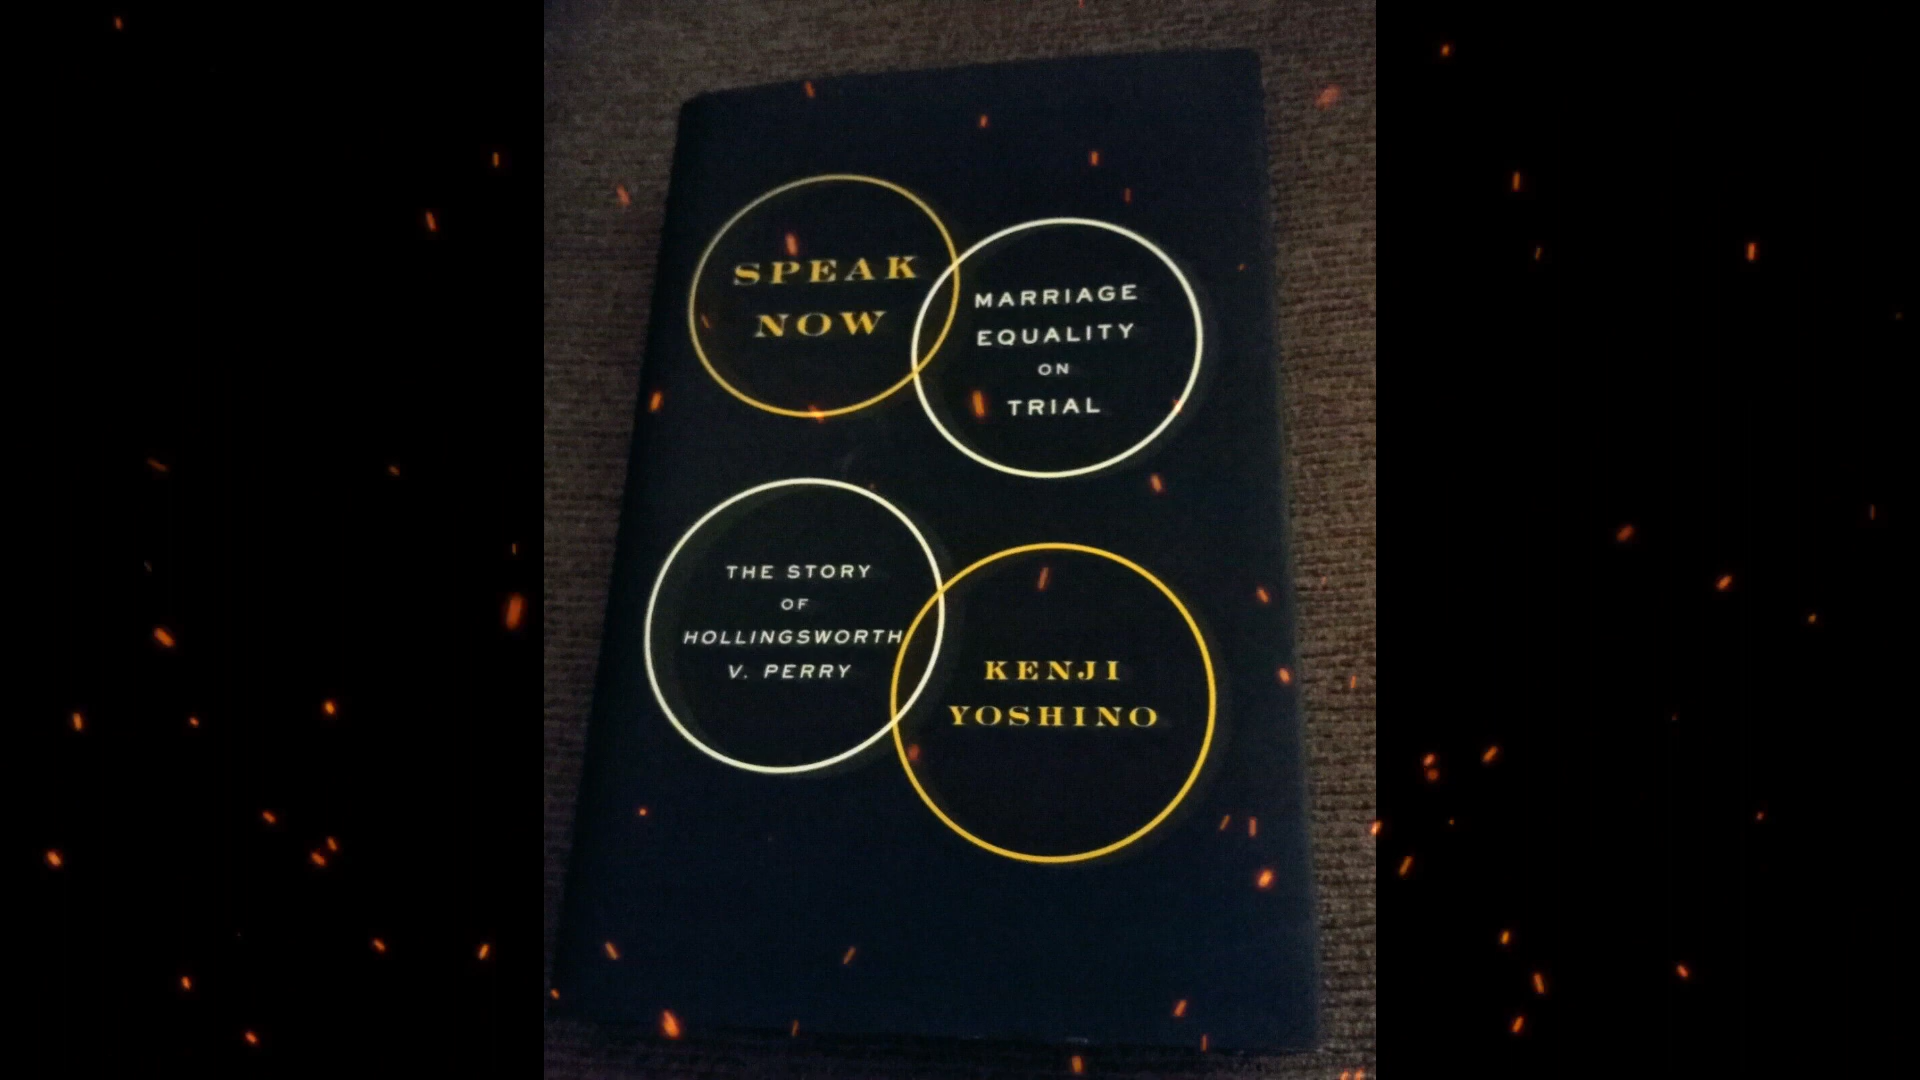 SPEAK
NOW
MARRIAGE
EQUALITY
ON
TRIAL
THE STORY
OF
HOLLINGSWORTH
V. PERRY
KENJI
YOSHINO